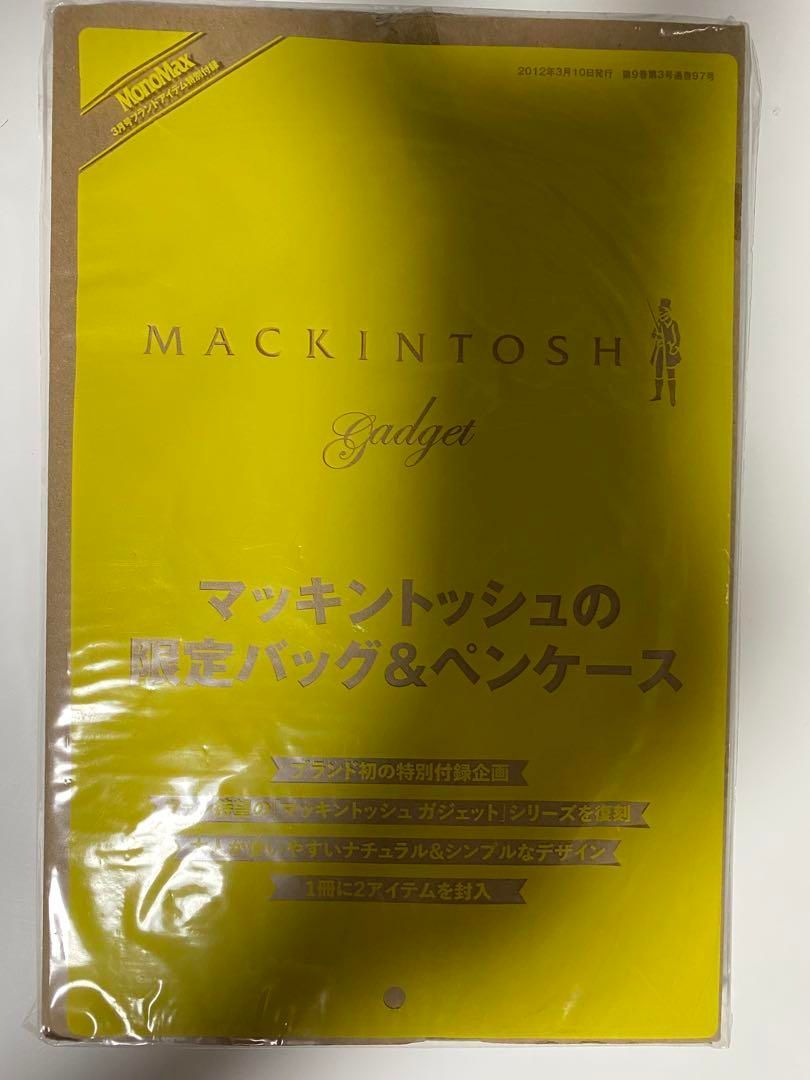 MonoMax
3月号ブランドアイテム特別付録
2012年3月10日発行 第9巻第3号通巻97号
MACKINTOSH
gadget
マッキントッシュの
限定バッグ&ペンケース
ブランド初の特別付録企画
の「マッキントッシュ ガジェット」シリーズを復刻
やすいナチュラル&シンプルなデザイン
1冊に2アイテムを封入